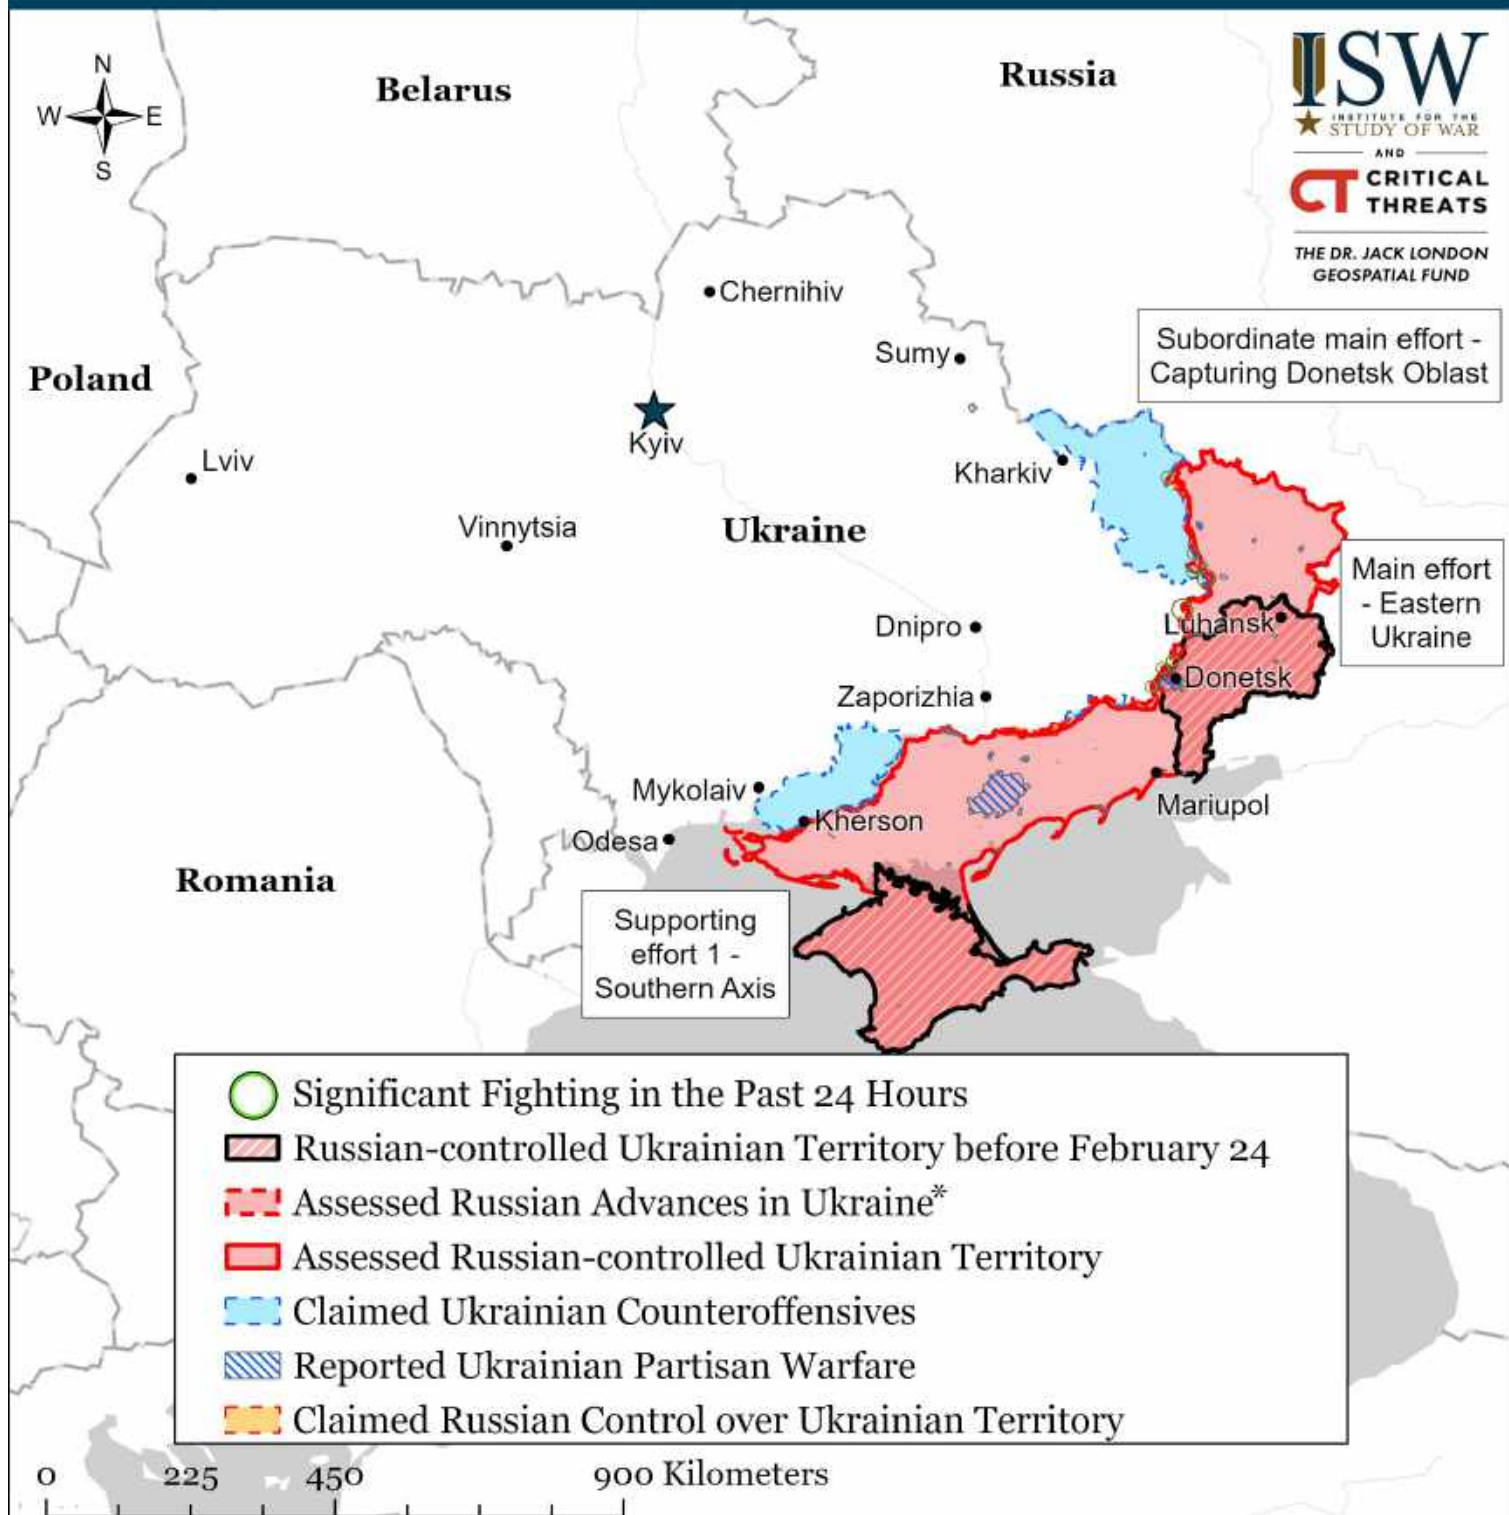 N
W E
S
Belarus
Russia
ISW
INSTITUTE FOR THE
STUDY OF WAR
AND
CT CRITICAL
THREATS
THE DR. JACK LONDON
GEOSPATIAL FUND
Chernihiv
Subordinate main effort -
Capturing Donetsk Oblast
Sumy
Poland
Kyiv
Lviv
Kharkiv
Vinnytsia
Ukraine
Main effort
- Eastern
Ukraine
Dnipro
Luhansk
Donetsk
Zaporizhia
Mykolaiv
Mariupol
Kherson
Odesa
Romania
Supporting
effort 1 -
Southern Axis
Significant Fighting in the Past 24 Hours
Russian-controlled Ukrainian Territory before February 24
Assessed Russian Advances in Ukraine*
Assessed Russian-controlled Ukrainian Territory
Claimed Ukrainian Counteroffensives
Reported Ukrainian Partisan Warfare
Claimed Russian Control over Ukrainian Territory
0 225 450 900 Kilometers